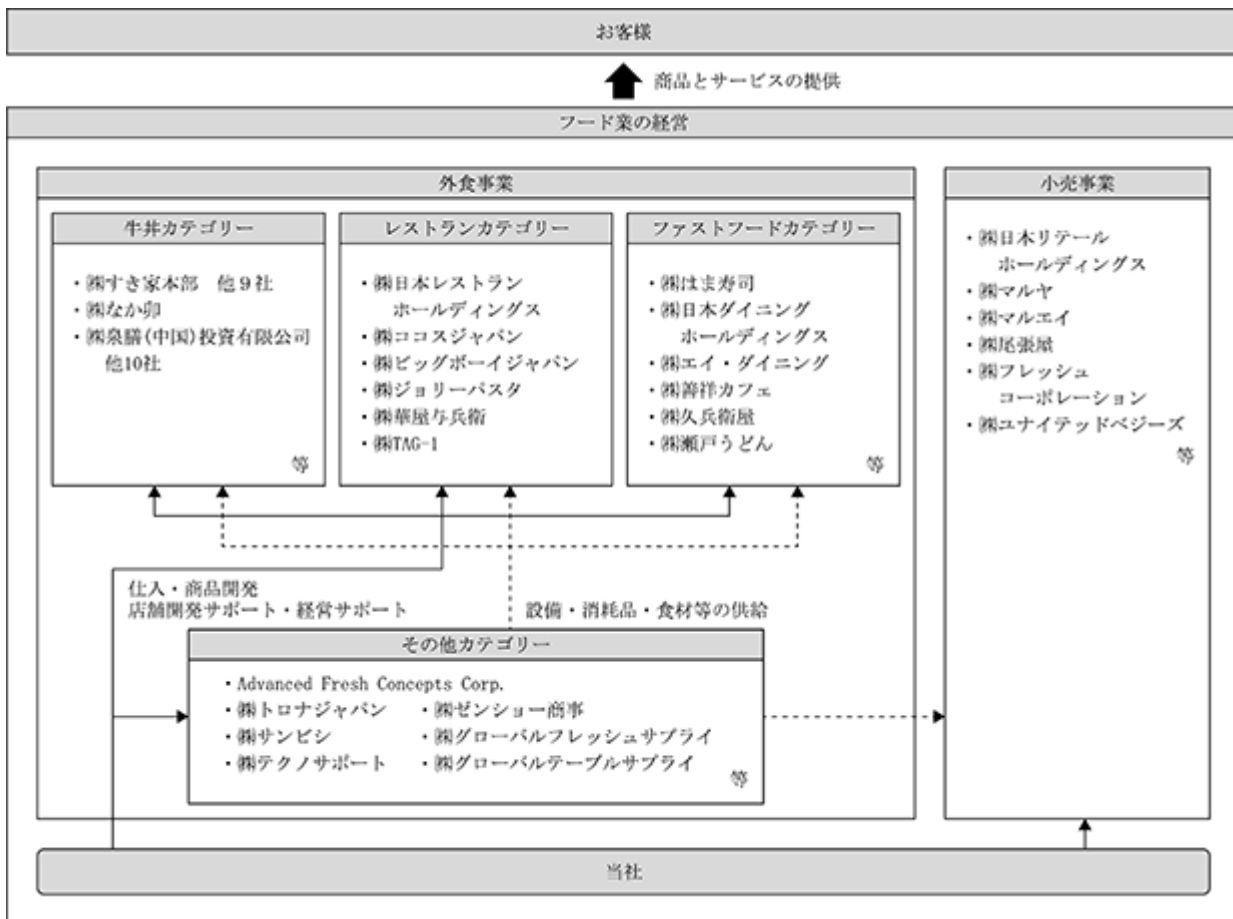 お客様
商品とサービスの提供
フード業の経営
外食事業
牛丼カテゴリー
・㈱すき家本部 他9社
・㈱なか卯
・㈱泉膳(中国)投資有限公司
他10社
等
レストランカテゴリー
・㈱日本レストラン
ホールディングス
・㈱ココスジャパン
・㈱ビッグボーイジャパン
・㈱ジョリーパスタ
・㈱華屋与兵衛
・㈱TAG-1
ファストフードカテゴリー
・㈱はま寿司
・㈱日本ダイニング
ホールディングス
・㈱エイ・ダイニング
・㈱善祥カフェ
・㈱久兵衛屋
・㈱瀬戸うどん
等
小売事業
・㈱日本リテール
ホールディングス
・㈱マルヤ
・㈱マルエイ
・㈱尾張屋
・㈱フレッシュ
コーポレーション
・㈱ユナイテッドベジーズ
等
仕入・商品開発
店舗開発サポート・経営サポート
設備・消耗品・食材等の供給
その他カテゴリー
・Advanced Fresh Concepts Corp.
・㈱トロナジャパン ・㈱ゼンショー商事
・㈱サンビシ ・㈱グローバルフレッシュサプライ
・㈱テクノサポート ・㈱グローバルテーブルサプライ
等
当社